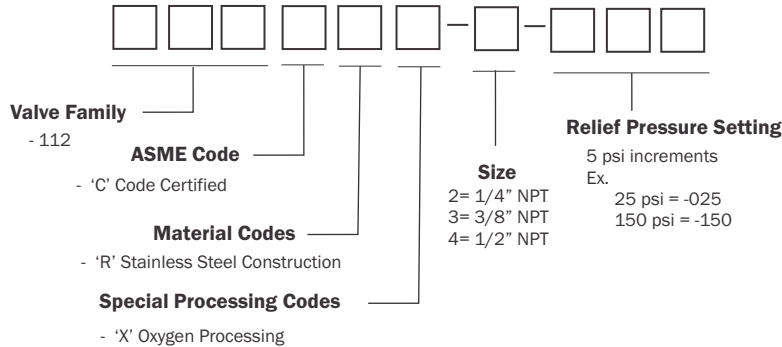 Valve Family
- 112
ASME Code
- 'C' Code Certified
Material Codes
- 'R' Stainless Steel Construction
Special Processing Codes
- 'X' Oxygen Processing
Size
2= 1/4” NPT
3= 3/8” NPT
4= 1/2” NPT
Relief Pressure Setting
5 psi increments
Ex.
25 psi = -025
150 psi = -150